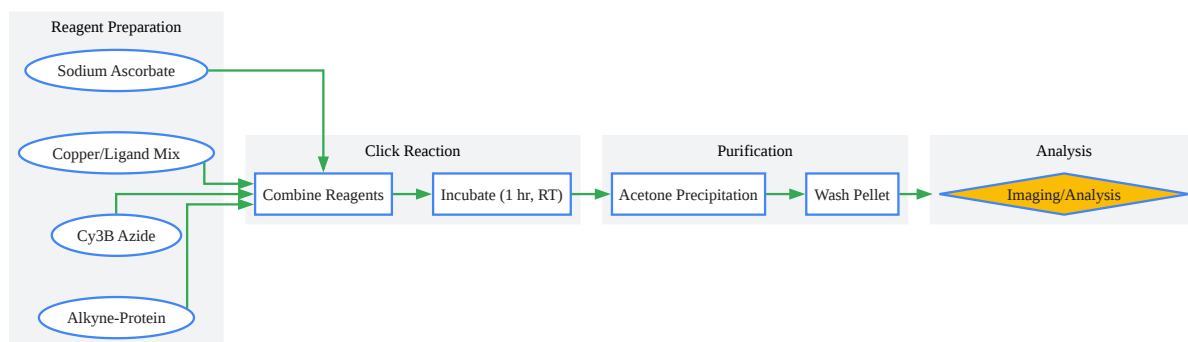 Reagent Preparation
Sodium Ascorbate
Copper/Ligand Mix
Cy3B Azide
Alkyne-Protein
Click Reaction
Combine Reagents
Incubate (1 hr, RT)
Purification
Acetone Precipitation
Wash Pellet
Analysis
Imaging/Analysis